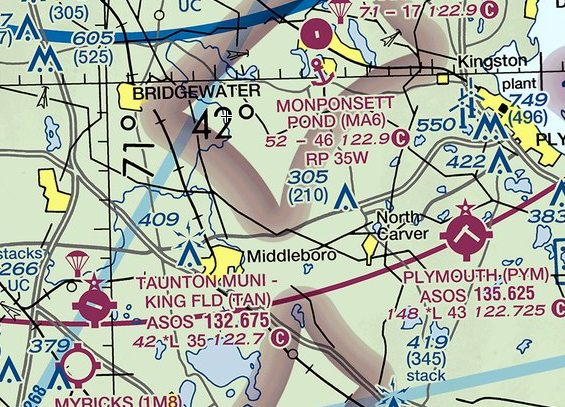 UC
71 - 17 122.9 C
(305)
605
(525)
Kingston
plant
749
(496)
BRIDGEWATER
MONPONSETT
POND (MA6)
52 - 46 122.9 C
RP 35W
550
PLY
42°
71°
422
305
(210)
409
383
North
Carver
Middleboro
stacks
266
UC
TAUNTON MUNI -
KING FLD (TAN)
ASOS 132.675
42 *L 35 122.7 C
PLYMOUTH (PYM)
ASOS 135.625
148 *L 43 122.725 C
379
419
(345)
stack
268
MYRICKS (1M8)